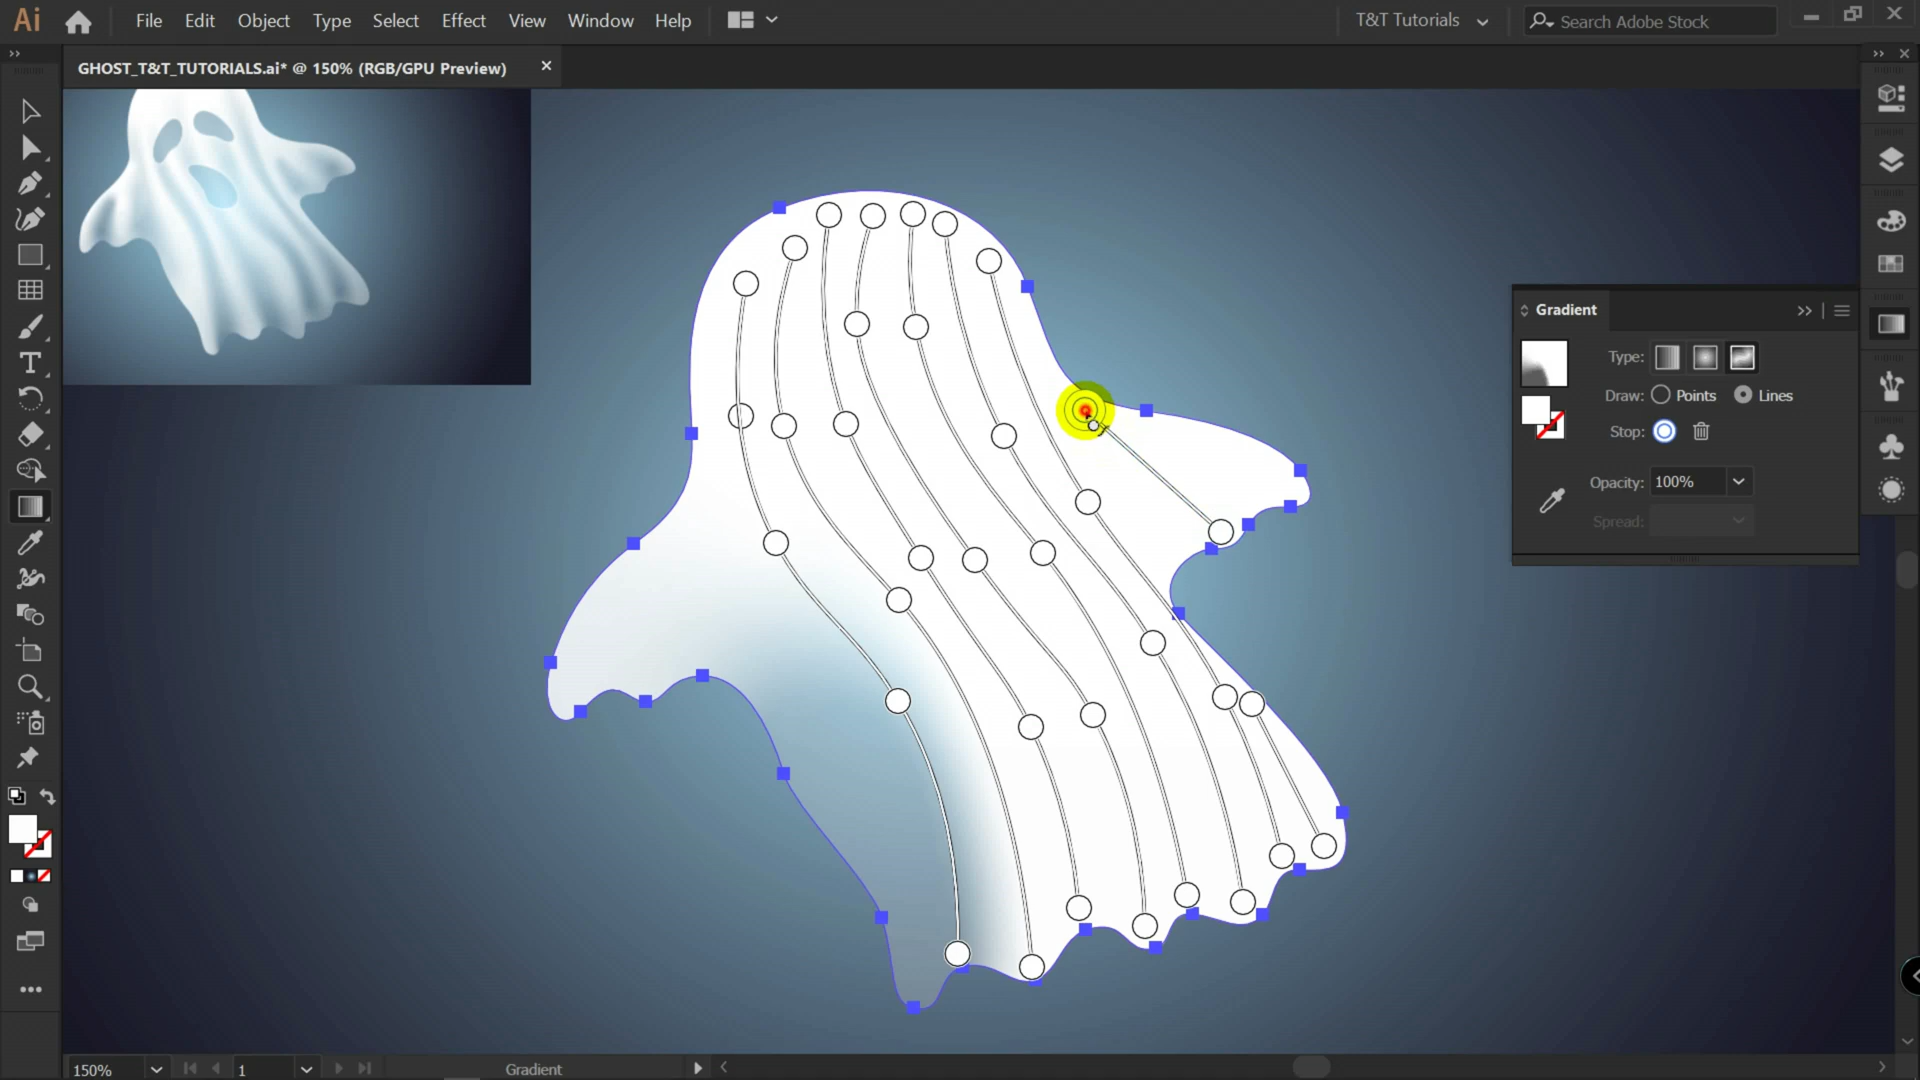 Ai File Edit Object Type Select Effect View Window Help T&T Tutorials Search Adobe Stock
GHOST_T&T_TUTORIALS.ai* @ 150% (RGB/GPU Preview)
Gradient
Type:
Draw: Points Lines
Stop:
Opacity: 100%
Spread:
150% 1 Gradient